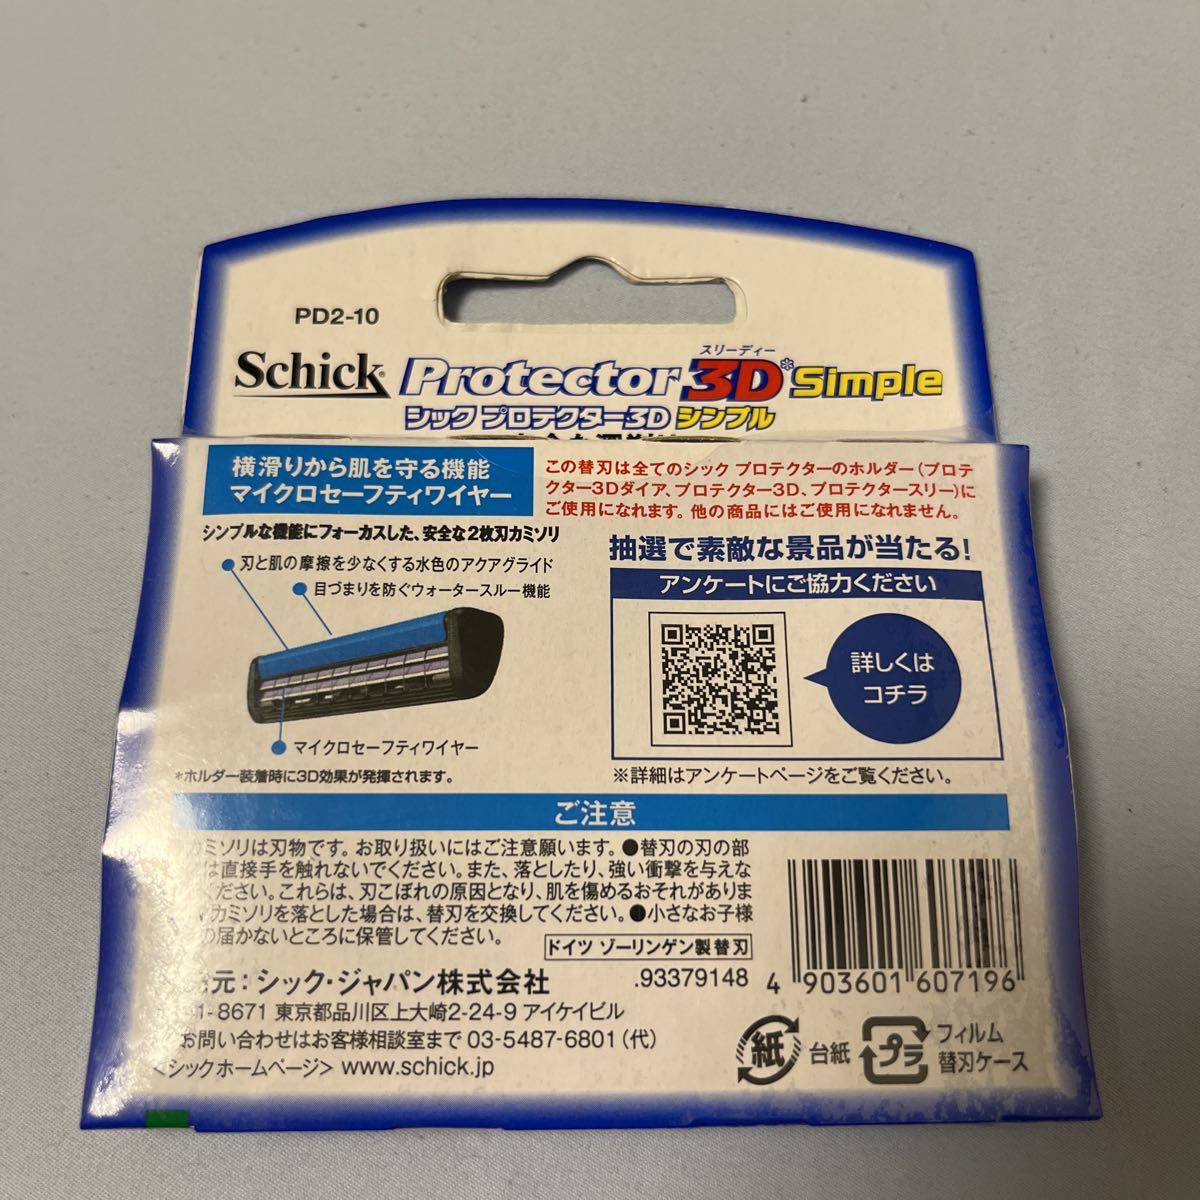 PD2-10
Schick Protector 3D* Simple
スリーディー
シック プロテクター3D シンプル
横滑りから肌を守る機能
マイクロセーフティワイヤー
シンプルな機能にフォーカスした、安全な2枚刃カミソリ
刃と肌の摩擦を少なくする水色のアクアグライド
目づまりを防ぐウォータースルー機能
マイクロセーフティワイヤー
*ホルダー装着時に3D効果が発揮されます。
この替刃は全てのシック プロテクターのホルダー(プロテ
クター3Dダイア、プロテクター3D、プロテクタースリー)に
ご使用になれます。他の商品にはご使用になれません。
抽選で素敵な景品が当たる!
アンケートにご協力ください
詳しくは
コチラ
※詳細はアンケートページをご覧ください。
ご注意
カミソリは刃物です。お取り扱いにはご注意願います。●替刃の刃の部
は直接手を触れないでください。また、落としたり、強い衝撃を与えな
ください。これらは、刃こぼれの原因となり、肌を傷めるおそれがありま
カミソリを落とした場合は、替刃を交換してください。●小さなお子様
の届かないところに保管してください。
ドイツ ゾーリンゲン製替刃
元:シック・ジャパン株式会社
.93379148
1-8671 東京都品川区上大崎2-24-9 アイケイビル
お問い合わせはお客様相談室まで 03-5487-6801(代)
<シックホームページ> www.schick.jp
4 903601 607196
紙 台紙
プラ フィルム
替刃ケース